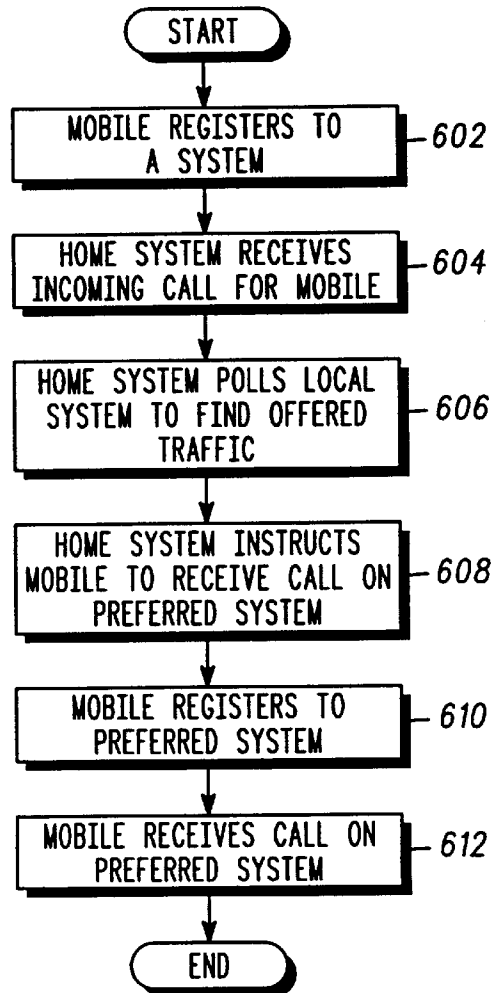 START
MOBILE REGISTERS TO
A SYSTEM
602
HOME SYSTEM RECEIVES
INCOMING CALL FOR MOBILE
604
HOME SYSTEM POLLS LOCAL
SYSTEM TO FIND OFFERED
TRAFFIC
606
HOME SYSTEM INSTRUCTS
MOBILE TO RECEIVE CALL ON
PREFERRED SYSTEM
608
MOBILE REGISTERS TO
PREFERRED SYSTEM
610
MOBILE RECEIVES CALL ON
PREFERRED SYSTEM
612
END